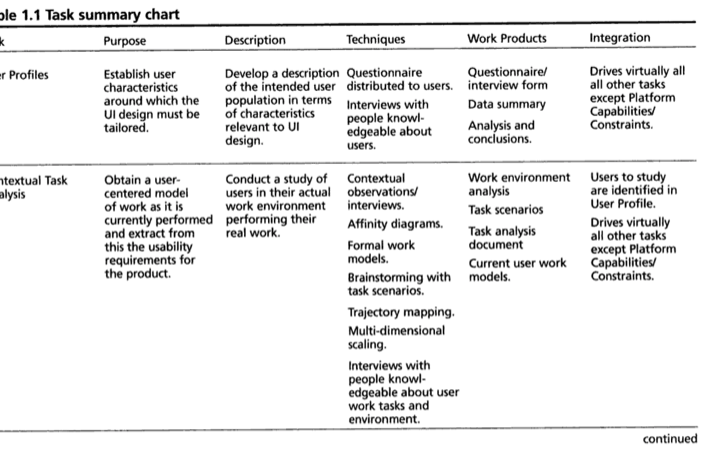 ble 1.1 Task summary chart
k Purpose Description Techniques Work Products Integration
r Profiles
Establish user
characteristics
around which the
UI design must be
tailored.
Develop a description
of the intended user
population in terms
of characteristics
relevant to UI
design.
Questionnaire
distributed to users.
Interviews with
people knowl-
edgeable about
users.
Questionnaire/
interview form
Data summary
Analysis and
conclusions.
Drives virtually all
all other tasks
except Platform
Capabilities/
Constraints.
ntextual Task
alysis
Obtain a user-
centered model
of work as it is
currently performed
and extract from
this the usability
requirements for
the product.
Conduct a study of
users in their actual
work environment
performing their
real work.
Contextual
observations/
interviews.
Affinity diagrams.
Formal work
models.
Brainstorming with
task scenarios.
Trajectory mapping.
Multi-dimensional
scaling.
Interviews with
people knowl-
edgeable about user
work tasks and
environment.
Work environment
analysis
Task scenarios
Task analysis
document
Current user work
models.
Users to study
are identified in
User Profile.
Drives virtually
all other tasks
except Platform
Capabilities/
Constraints.
continued